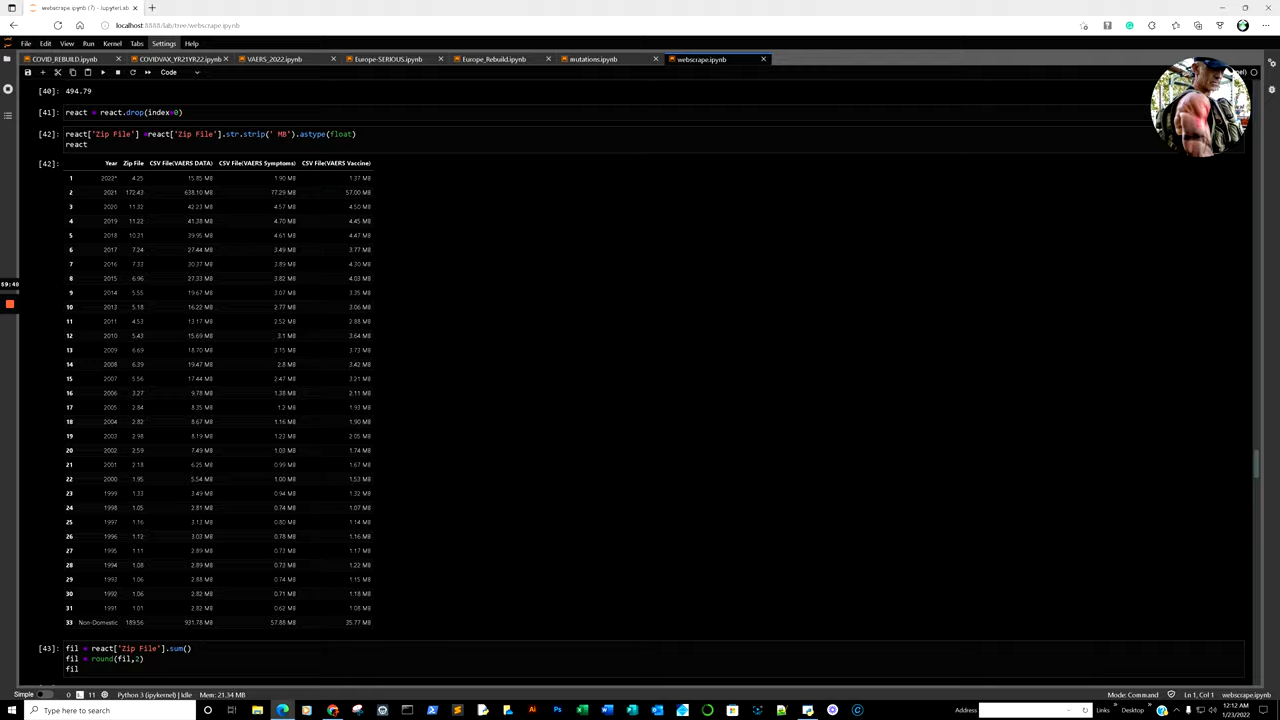 webscrape.ipynb (7) - JupyterLab
localhost:8888/lab/tree/webscrape.ipynb
File Edit View Run Kernel Tabs Settings Help
COVID_REBUILD.ipynb COVIDVAX_YR21YR22.ipynb VAERS_2022.ipynb Europe-SERIOUS.ipynb Europe_Rebuild.ipynb mutations.ipynb webscrape.ipynb
Code
[40]: 494.79
[41]: react = react.drop(index=0)
[42]: react['Zip File'] =react['Zip File'].str.strip(' MB').astype(float)
react
[42]: Year Zip File CSV File(VAERS DATA) CSV File(VAERS Symptoms) CSV File(VAERS Vaccine)
1 2022* 4.25 15.85 MB 1.90 MB 1.37 MB
2 2021 172.43 638.10 MB 77.29 MB 57.00 MB
3 2020 11.32 42.23 MB 4.57 MB 4.50 MB
4 2019 11.22 41.38 MB 4.70 MB 4.45 MB
5 2018 10.31 39.95 MB 4.61 MB 4.47 MB
6 2017 7.24 27.44 MB 3.49 MB 3.77 MB
7 2016 7.33 30.37 MB 3.89 MB 4.30 MB
8 2015 6.96 27.33 MB 3.82 MB 4.03 MB
9 2014 5.55 19.67 MB 3.07 MB 3.35 MB
10 2013 5.18 16.22 MB 2.77 MB 3.06 MB
11 2011 4.53 13.17 MB 2.52 MB 2.88 MB
12 2010 5.43 15.69 MB 3.1 MB 3.64 MB
13 2009 6.69 18.70 MB 3.15 MB 3.73 MB
14 2008 6.39 19.47 MB 2.8 MB 3.42 MB
15 2007 5.56 17.44 MB 2.47 MB 3.21 MB
16 2006 3.27 9.78 MB 1.38 MB 2.11 MB
17 2005 2.84 8.35 MB 1.2 MB 1.93 MB
18 2004 2.82 8.67 MB 1.16 MB 1.90 MB
19 2003 2.98 8.19 MB 1.23 MB 2.05 MB
20 2002 2.59 7.49 MB 1.03 MB 1.74 MB
21 2001 2.18 6.25 MB 0.99 MB 1.67 MB
22 2000 1.95 5.54 MB 1.00 MB 1.53 MB
23 1999 1.33 3.49 MB 0.94 MB 1.32 MB
24 1998 1.05 2.81 MB 0.74 MB 1.07 MB
25 1997 1.16 3.13 MB 0.80 MB 1.14 MB
26 1996 1.12 3.03 MB 0.78 MB 1.16 MB
27 1995 1.11 2.89 MB 0.73 MB 1.17 MB
28 1994 1.08 2.89 MB 0.73 MB 1.22 MB
29 1993 1.06 2.88 MB 0.74 MB 1.15 MB
30 1992 1.06 2.82 MB 0.71 MB 1.18 MB
31 1991 1.01 2.82 MB 0.62 MB 1.08 MB
33 Non-Domestic 189.56 931.78 MB 57.88 MB 35.77 MB
[43]: fil = react['Zip File'].sum()
fil = round(fil,2)
fil
59:48
Simple 0 11 Python 3 (ipykernel) | Idle Mem: 21.34 MB Mode: Command Ln 1, Col 1 webscrape.ipynb
Type here to search Address Links Desktop 12:12 AM
1/23/2022